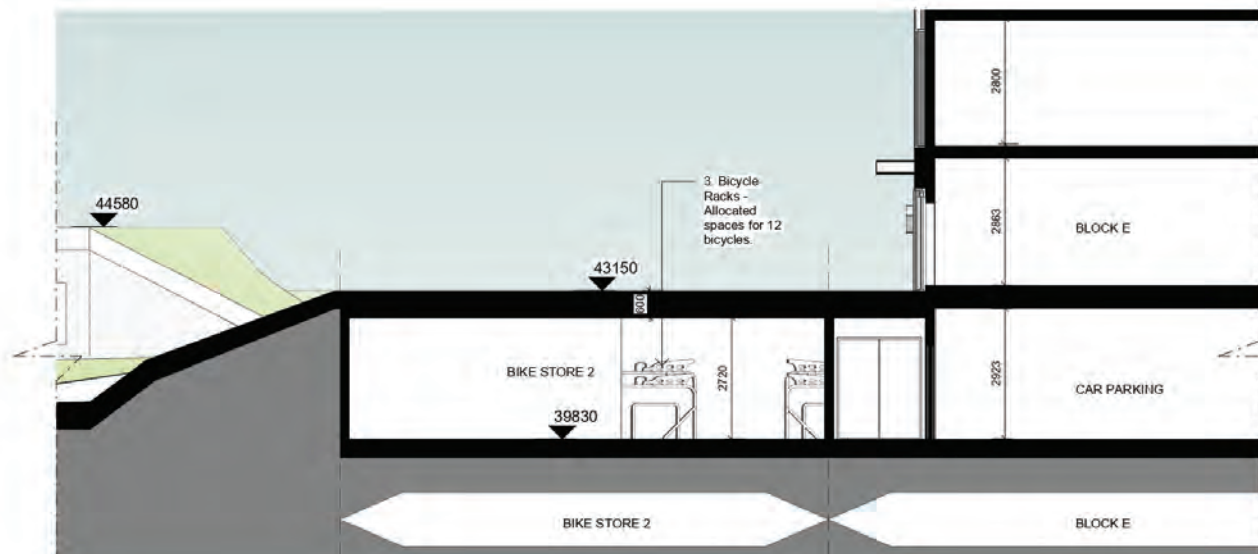 2800
44580
3. Bicycle
Racks -
Allocated
spaces for 12
bicycles.
2863
BLOCK E
43150
600
BIKE STORE 2
2720
2923
CAR PARKING
39830
BIKE STORE 2
BLOCK E